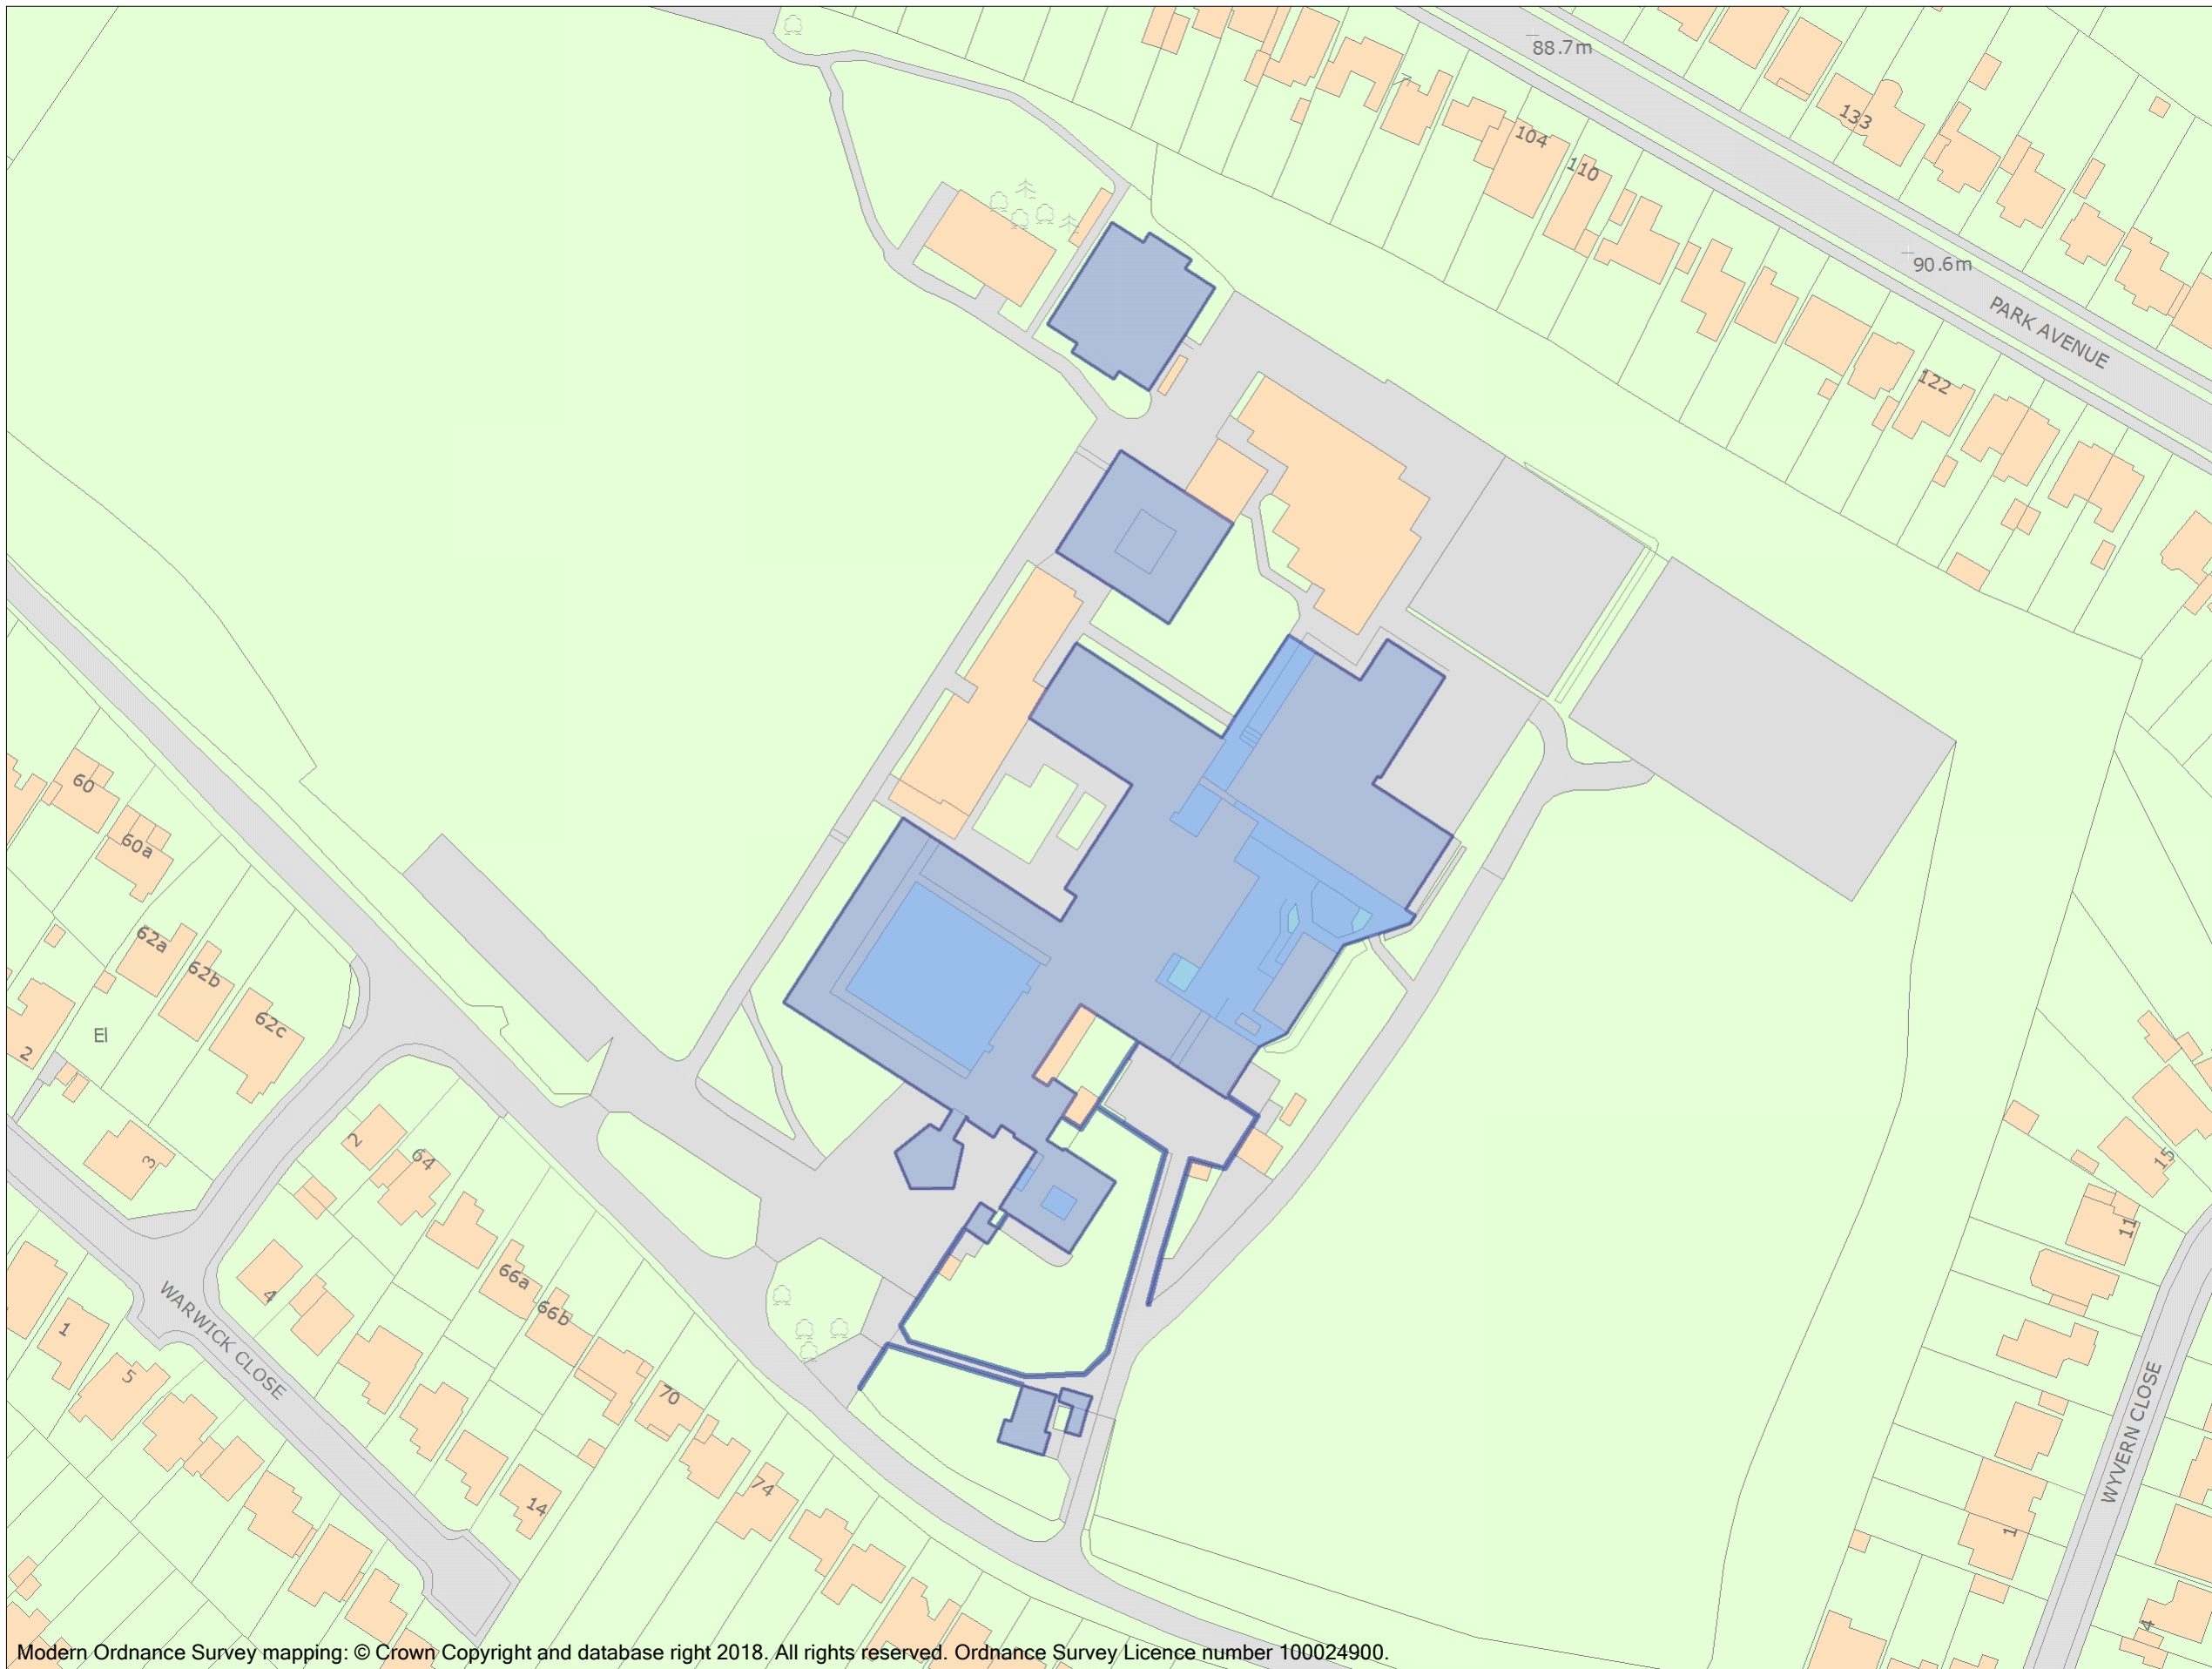 88.7m
133
104
110
90.6m
PARK AVENUE
122
60
60a
62a
62b
62c
El
2
3
2
64
4
66a
66b
1
5
WARWICK CLOSE
70
74
14
15
11
WYVERN CLOSE
1
4
Modern Ordnance Survey mapping: © Crown Copyright and database right 2018. All rights reserved. Ordnance Survey Licence number 100024900.